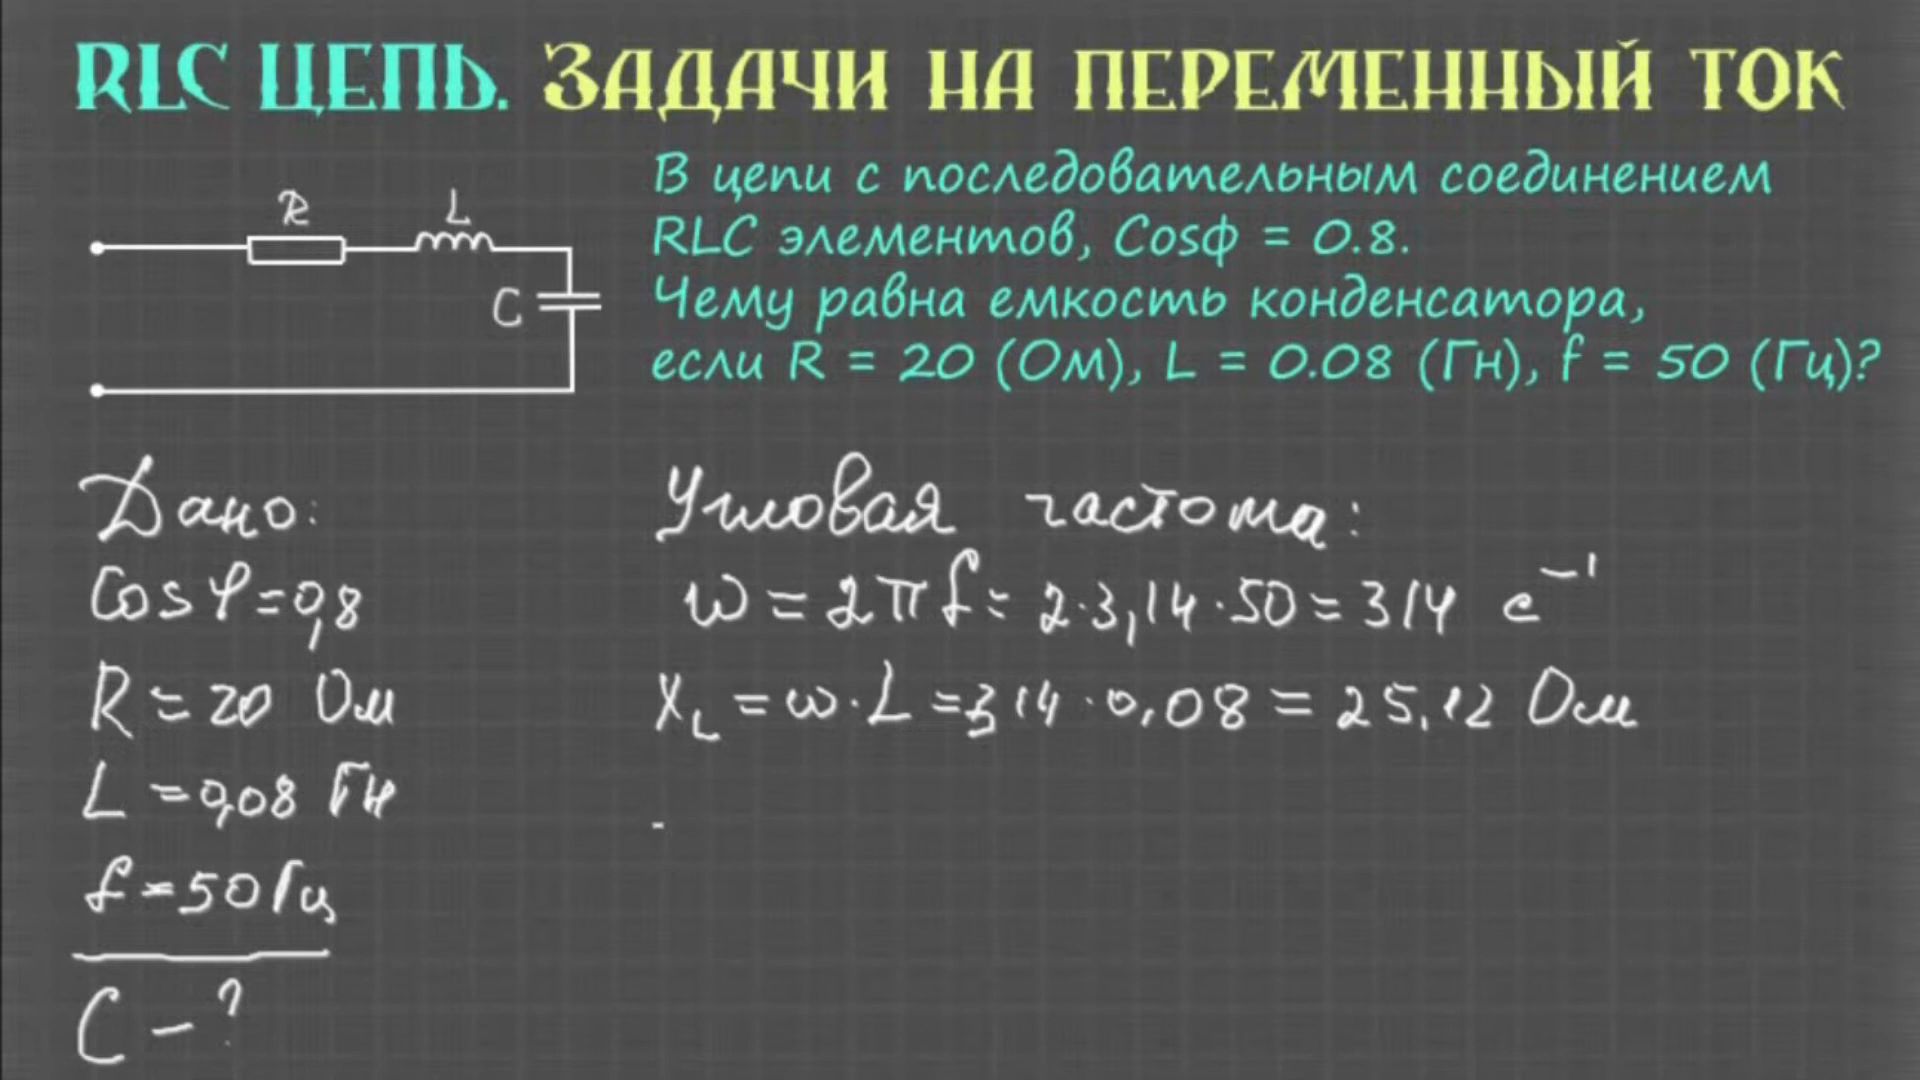 RLC ЦЕПЬ. ЗАДАЧИ НА ПЕРЕМЕННЫЙ ТОК
R
L
C
В цепи с последовательным соединением
RLC элементов, Cosф = 0.8.
Чему равна емкость конденсатора,
если R = 20 (Ом), L = 0.08 (Гн), f = 50 (Гц)?
Дано:
Cos φ = 0,8
R = 20 Ом
L = 0,08 Гн
f = 50 Гц
C - ?
Угловая частота:
ω = 2πf = 2·3,14·50 = 314 c⁻¹
X_L = ω·L = 314·0,08 = 25,12 Ом